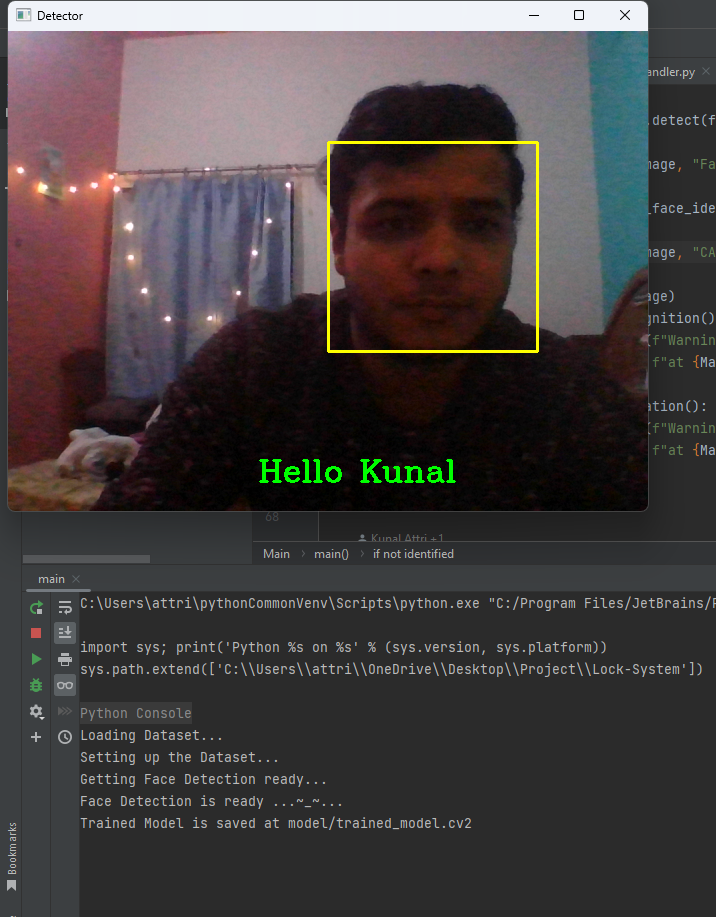 Detector
andler.py
.detect(f
mage, "Fa
_face_ide
mage, "CA
age)
gnition()
(f"Warnin
f"at {Ma
ation():
(f"Warnin
f"at {Ma
Hello Kunal
68
Kunal Attri +1
Main > main() > if not identified
main
C:\Users\attri\pythonCommonVenv\Scripts\python.exe "C:/Program Files/JetBrains/P
import sys; print('Python %s on %s' % (sys.version, sys.platform))
sys.path.extend(['C:\\Users\\attri\\OneDrive\\Desktop\\Project\\Lock-System'])
Python Console
Loading Dataset...
Setting up the Dataset...
Getting Face Detection ready...
Face Detection is ready ...~_~...
Trained Model is saved at model/trained_model.cv2
Bookmarks